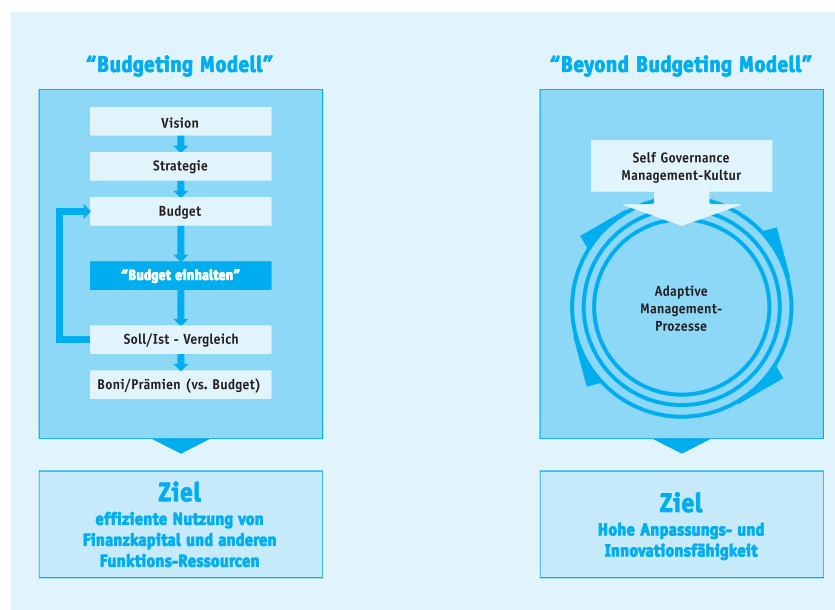 “Budgeting Modell”
Vision
Strategie
Budget
“Budget einhalten”
Soll/Ist - Vergleich
Boni/Prämien (vs. Budget)
Ziel
effiziente Nutzung von
Finanzkapital und anderen
Funktions-Ressourcen
“Beyond Budgeting Modell”
Self Governance
Management-Kultur
Adaptive
Management-
Prozesse
Ziel
Hohe Anpassungs- und
Innovationsfähigkeit